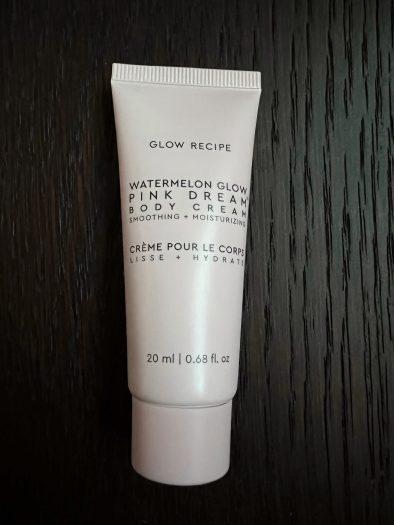 GLOW RECIPE
WATERMELON GLOW
PINK DREAM
BODY CREAM
SMOOTHING + MOISTURIZING
CRÈME POUR LE CORPS
LISSE + HYDRATE
20 ml | 0.68 fl. oz